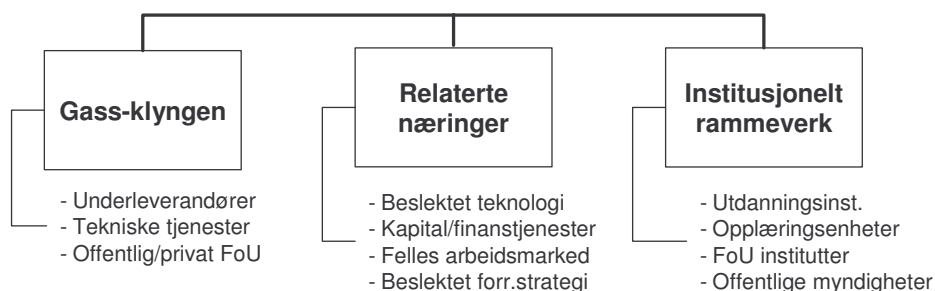 Gass-klyngen
- Underleverandører
- Tekniske tjenester
- Offentlig/privat FoU
Relaterte
næringer
- Beslektet teknologi
- Kapital/finanstjenester
- Felles arbeidsmarked
- Beslektet forr.strategi
Institusjonelt
rammeverk
- Utdanningsinst.
- Opplæringsenheter
- FoU institutter
- Offentlige myndigheter